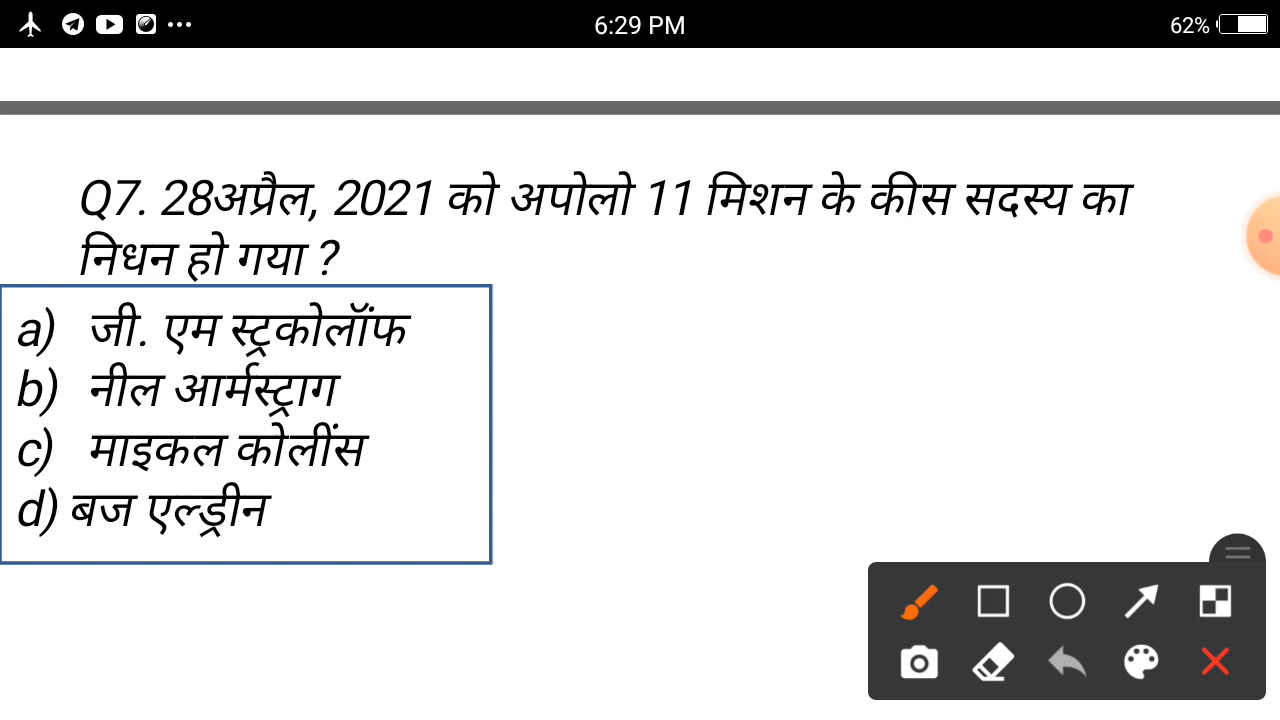 6:29 PM
62%
Q7. 28अप्रैल, 2021 को अपोलो 11 मिशन के कीस सदस्य का
निधन हो गया ?
a) जी. एम स्ट्रकोलॉंफ
b) नील आर्मस्ट्राग
c) माइकल कोलींस
d) बज एल्ड्रीन